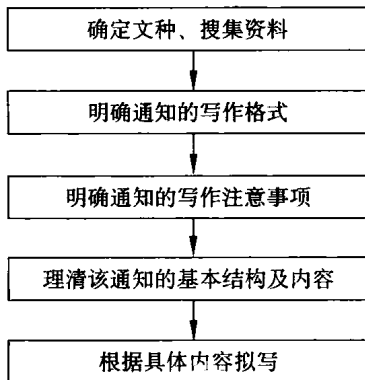 确定文种、搜集资料
明确通知的写作格式
明确通知的写作注意事项
理清该通知的基本结构及内容
根据具体内容拟写